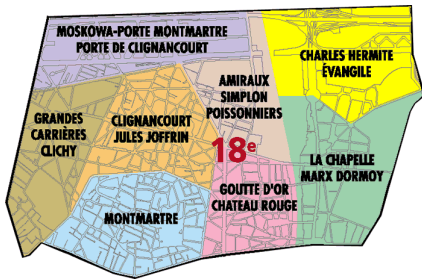 MOSKOWA-PORTE MONTMARTRE
PORTE DE CLIGNANCOURT
CHARLES HERMITE
ÉVANGILE
AMIRAUX
SIMPLON
POISSONNIERS
GRANDES
CARRIÈRES
CLICHY
CLIGNANCOURT
JULES JOFFRIN
18e
LA CHAPELLE
MARX DORMOY
GOUTTE D'OR
CHATEAU ROUGE
MONTMARTRE